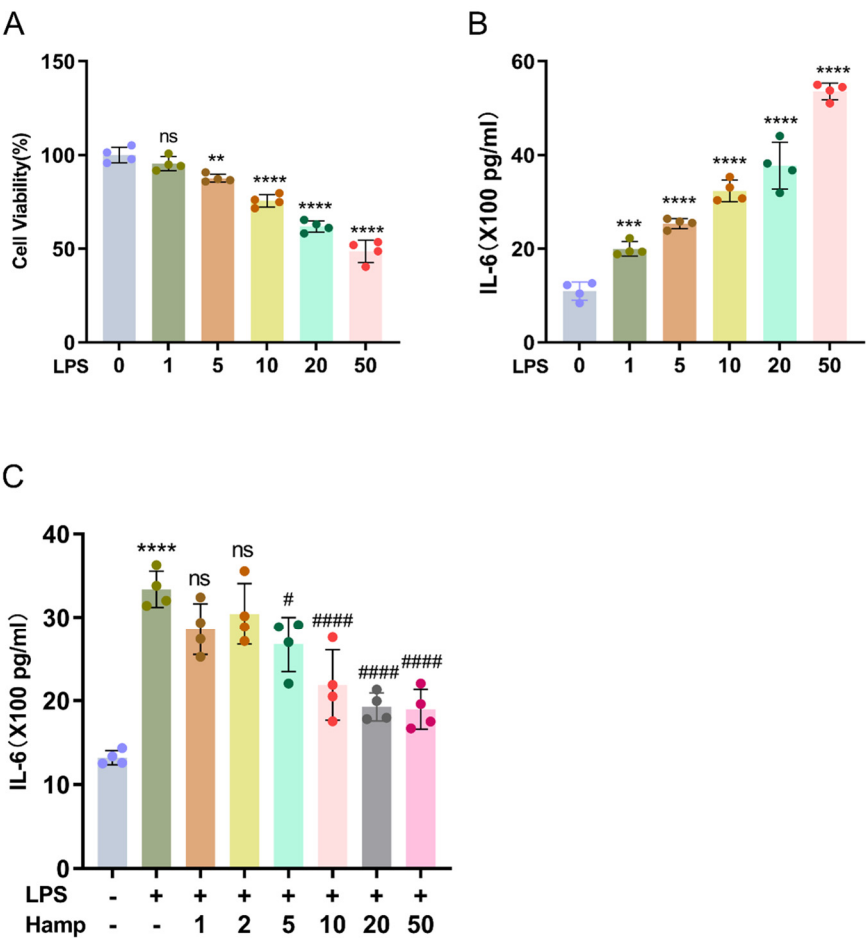 A
Cell Viability(%)
150
100
50
0
ns
**
****
****
****
LPS 0 1 5 10 20 50
B
IL-6(X100 pg/ml)
60
40
20
0
***
****
****
****
****
LPS 0 1 5 10 20 50
C
IL-6(X100 pg/ml)
40
30
20
10
0
****
ns
ns
#
####
####
####
LPS - + + + + + + +
Hamp - - 1 2 5 10 20 50